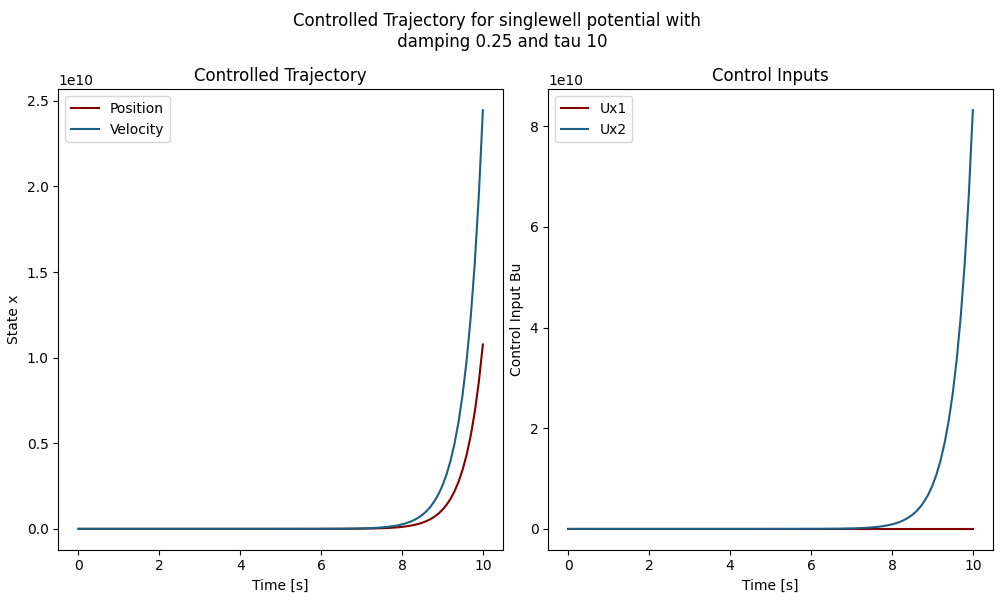 Controlled Trajectory for singlewell potential with
damping 0.25 and tau 10
Controlled Trajectory
1e10
Position
Velocity
2.5
2.0
1.5
1.0
0.5
0.0
State x
0 2 4 6 8 10
Time [s]
Control Inputs
1e10
Ux1
Ux2
8
6
4
2
0
Control Input Bu
0 2 4 6 8 10
Time [s]